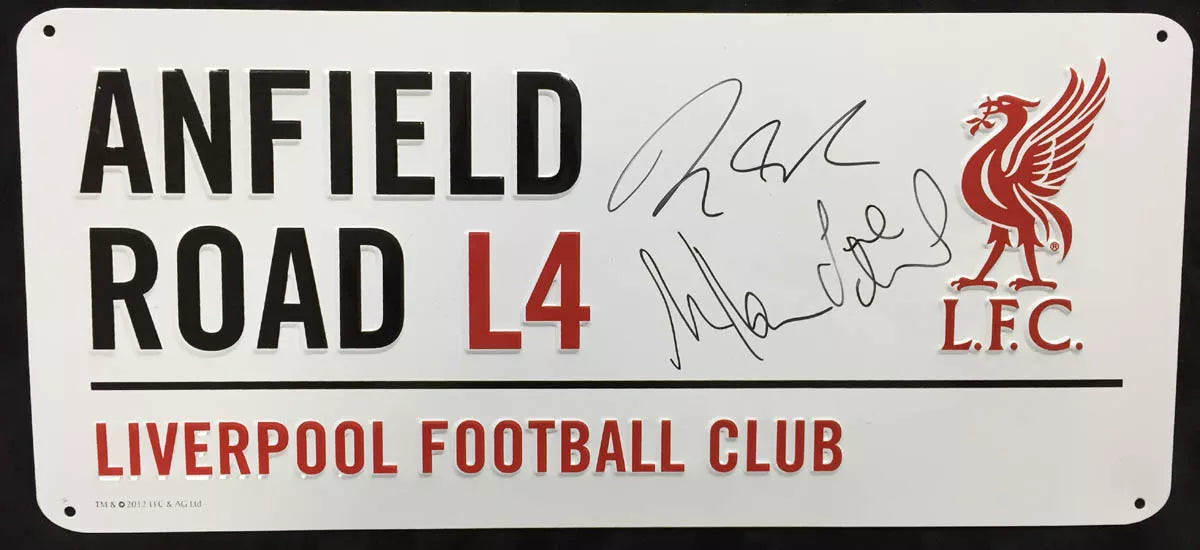 ANFIELD
ROAD L4
L.F.C.
®
LIVERPOOL FOOTBALL CLUB
TM & © 2012 LFC & AG Ltd